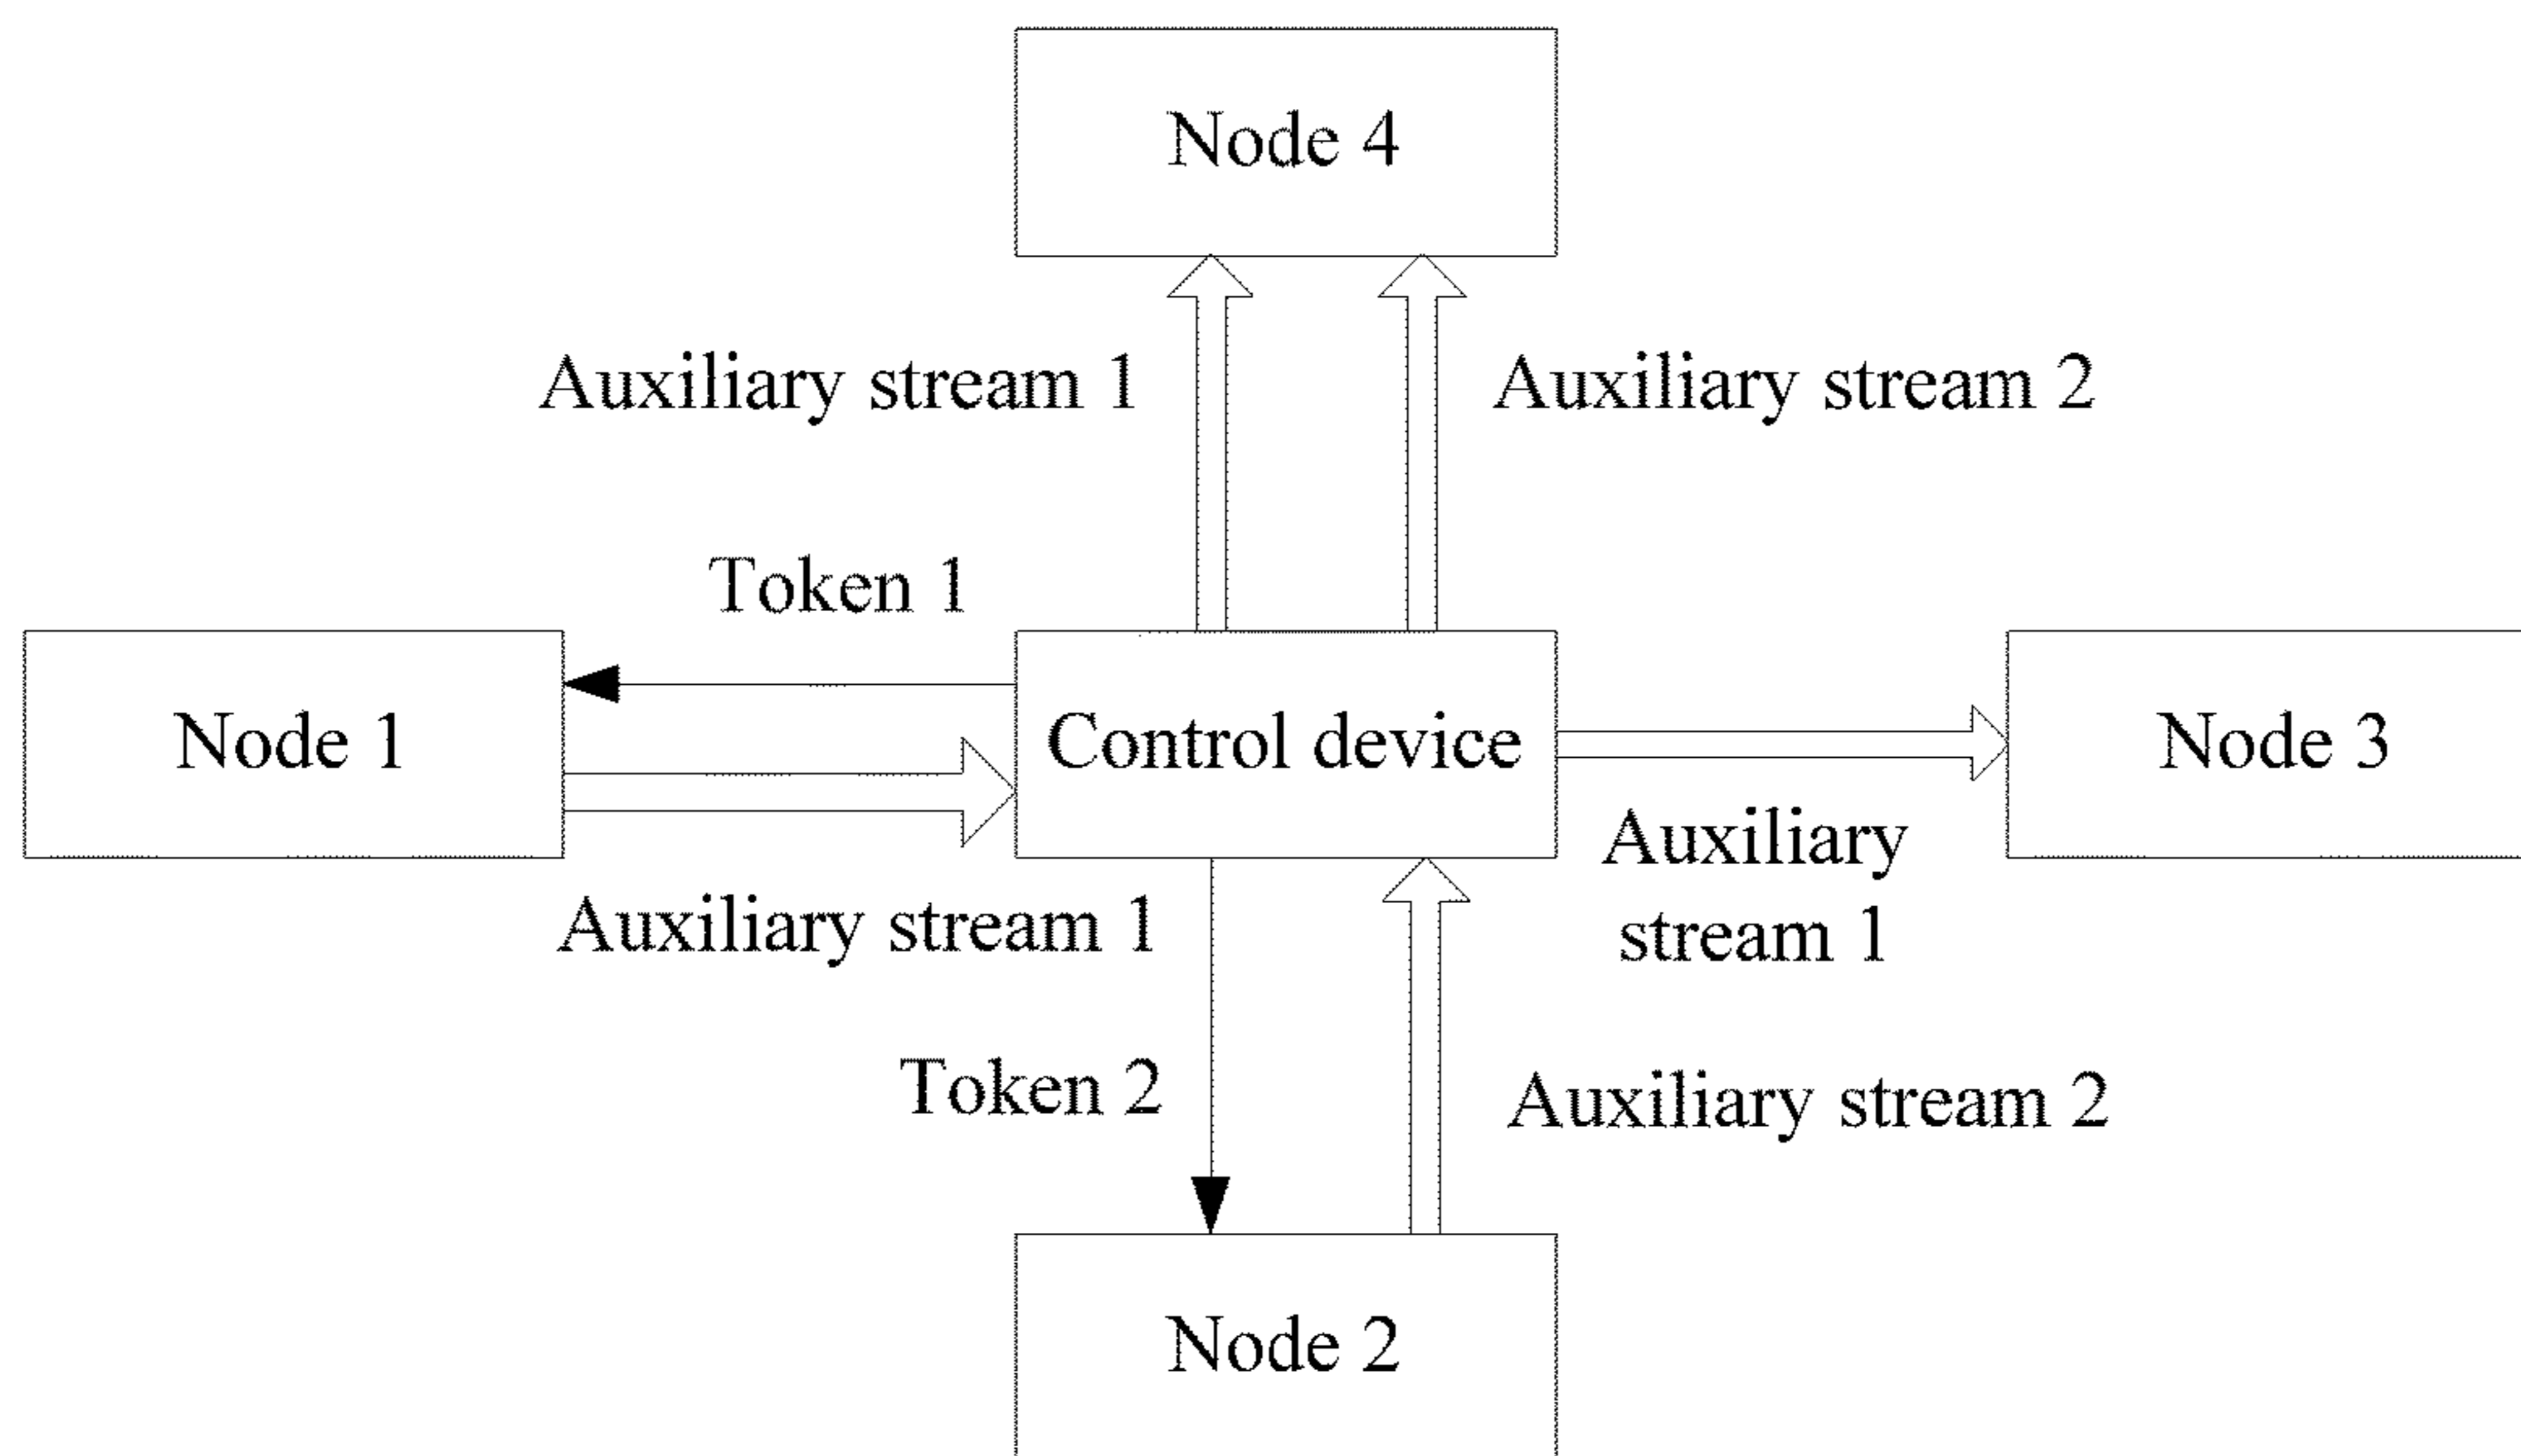 Node 4
Auxiliary stream 1
Auxiliary stream 2
Token 1
Node 1
Control device
Node 3
Auxiliary
stream 1
Auxiliary stream 1
Token 2
Auxiliary stream 2
Node 2